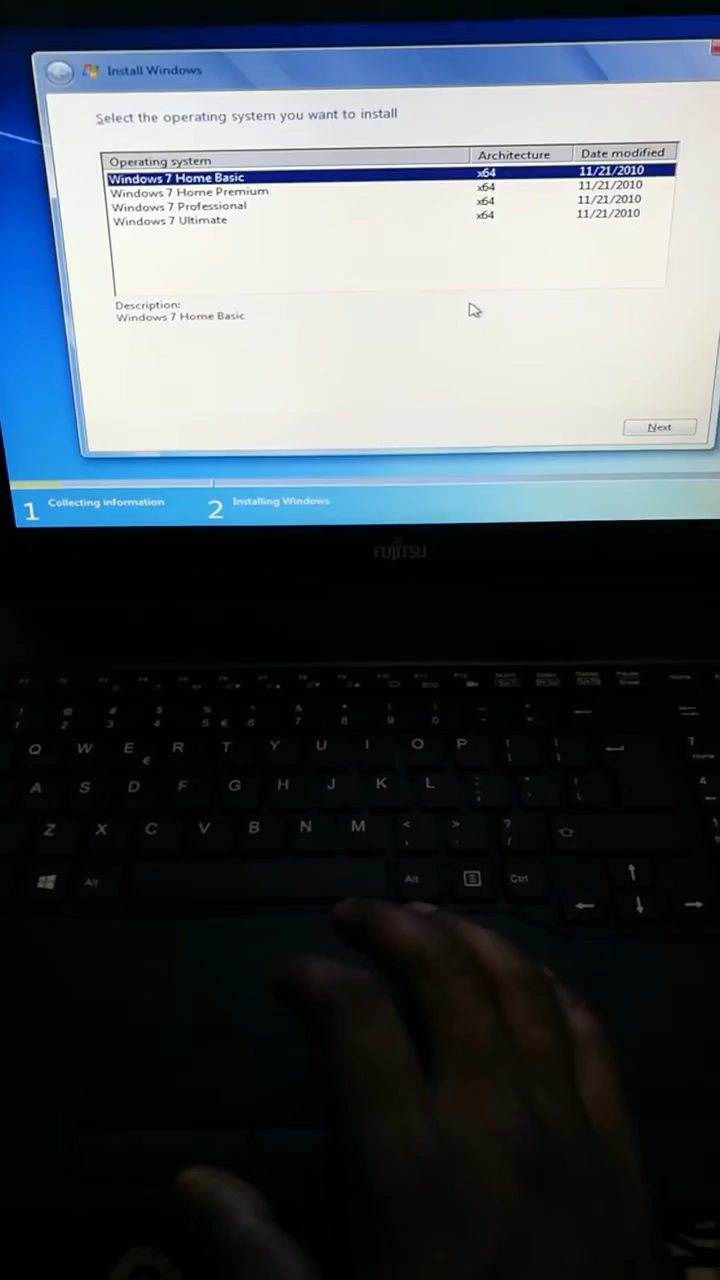 Install Windows
Select the operating system you want to install
Operating system Architecture Date modified
Windows 7 Home Basic x64 11/21/2010
Windows 7 Home Premium x64 11/21/2010
Windows 7 Professional x64 11/21/2010
Windows 7 Ultimate x64 11/21/2010
Description:
Windows 7 Home Basic
Next
1 Collecting information 2 Installing Windows
FUJITSU
Q W E R T Y U I O P
€
A S D F G H J K L
Z X C V B N M < > ?
Alt Alt Ctrl